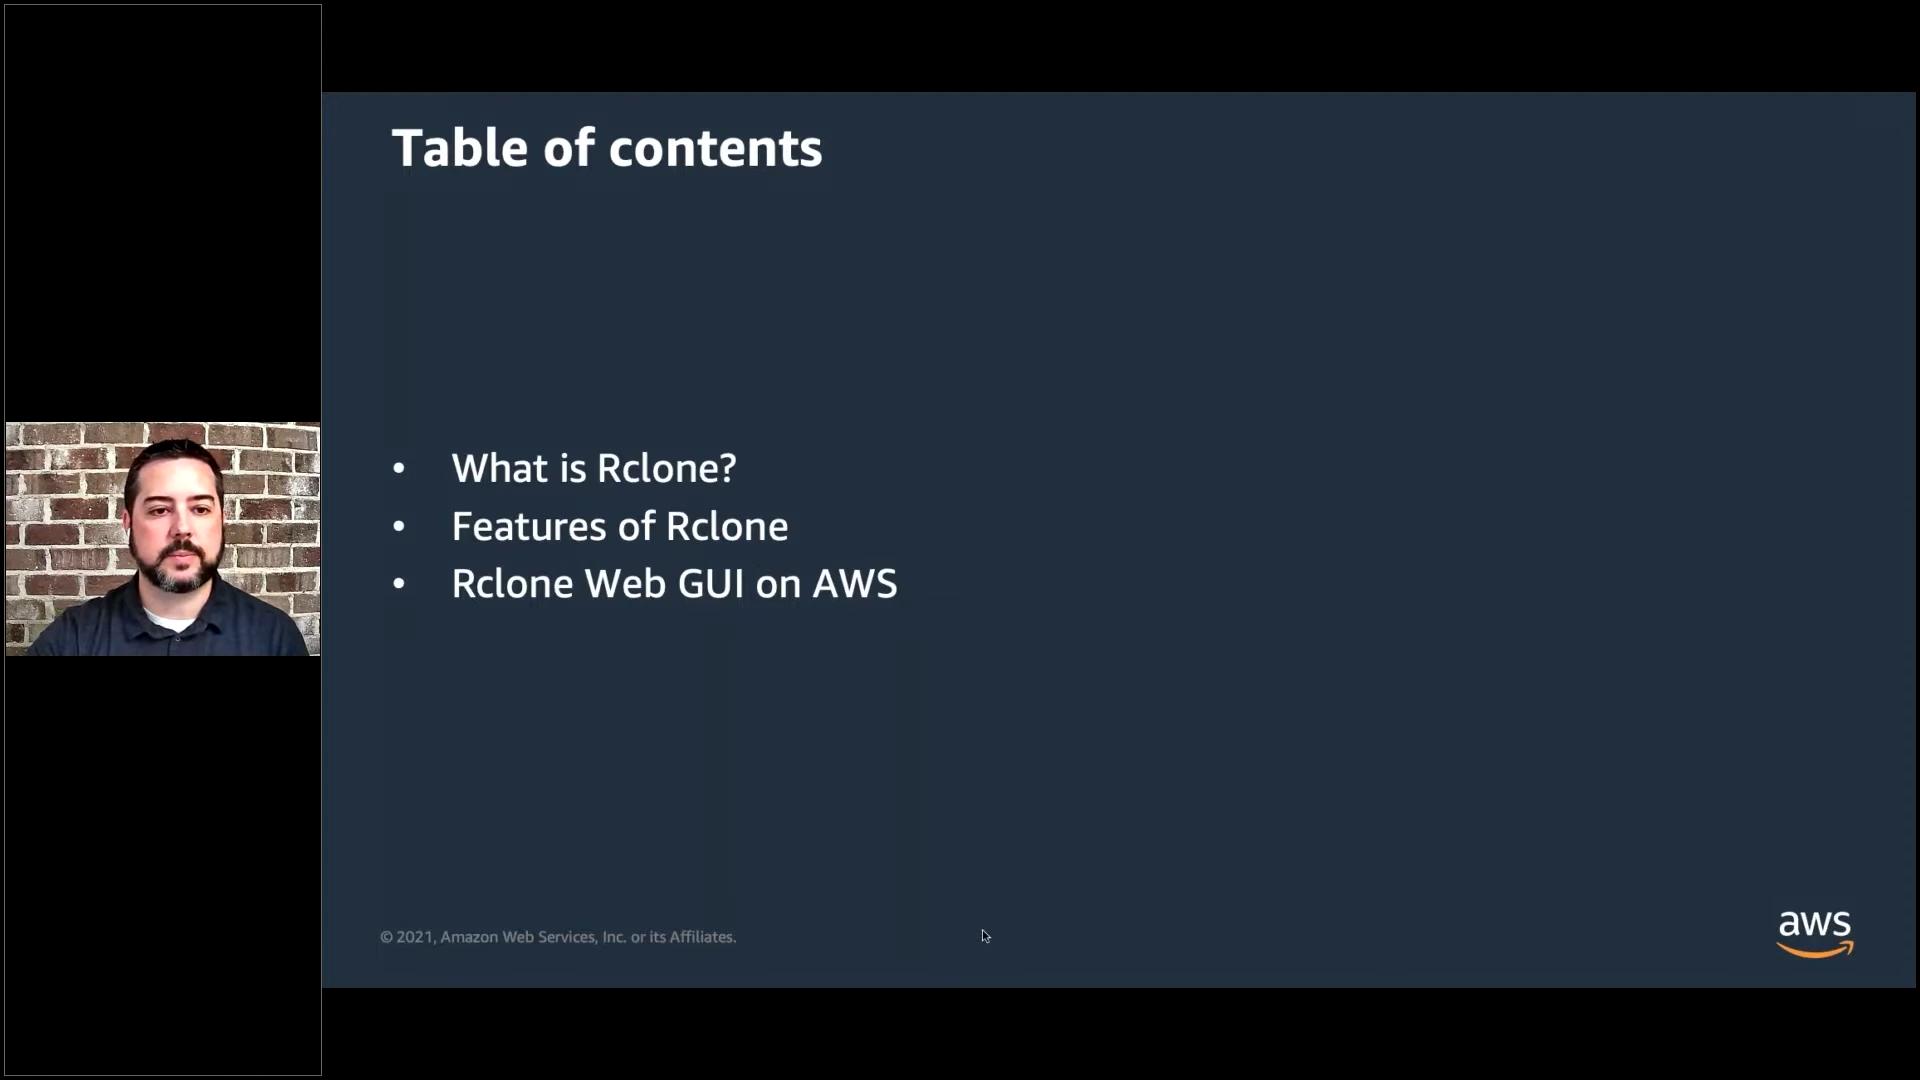 Table of contents
• What is Rclone?
• Features of Rclone
• Rclone Web GUI on AWS
© 2021, Amazon Web Services, Inc. or its Affiliates.
aws